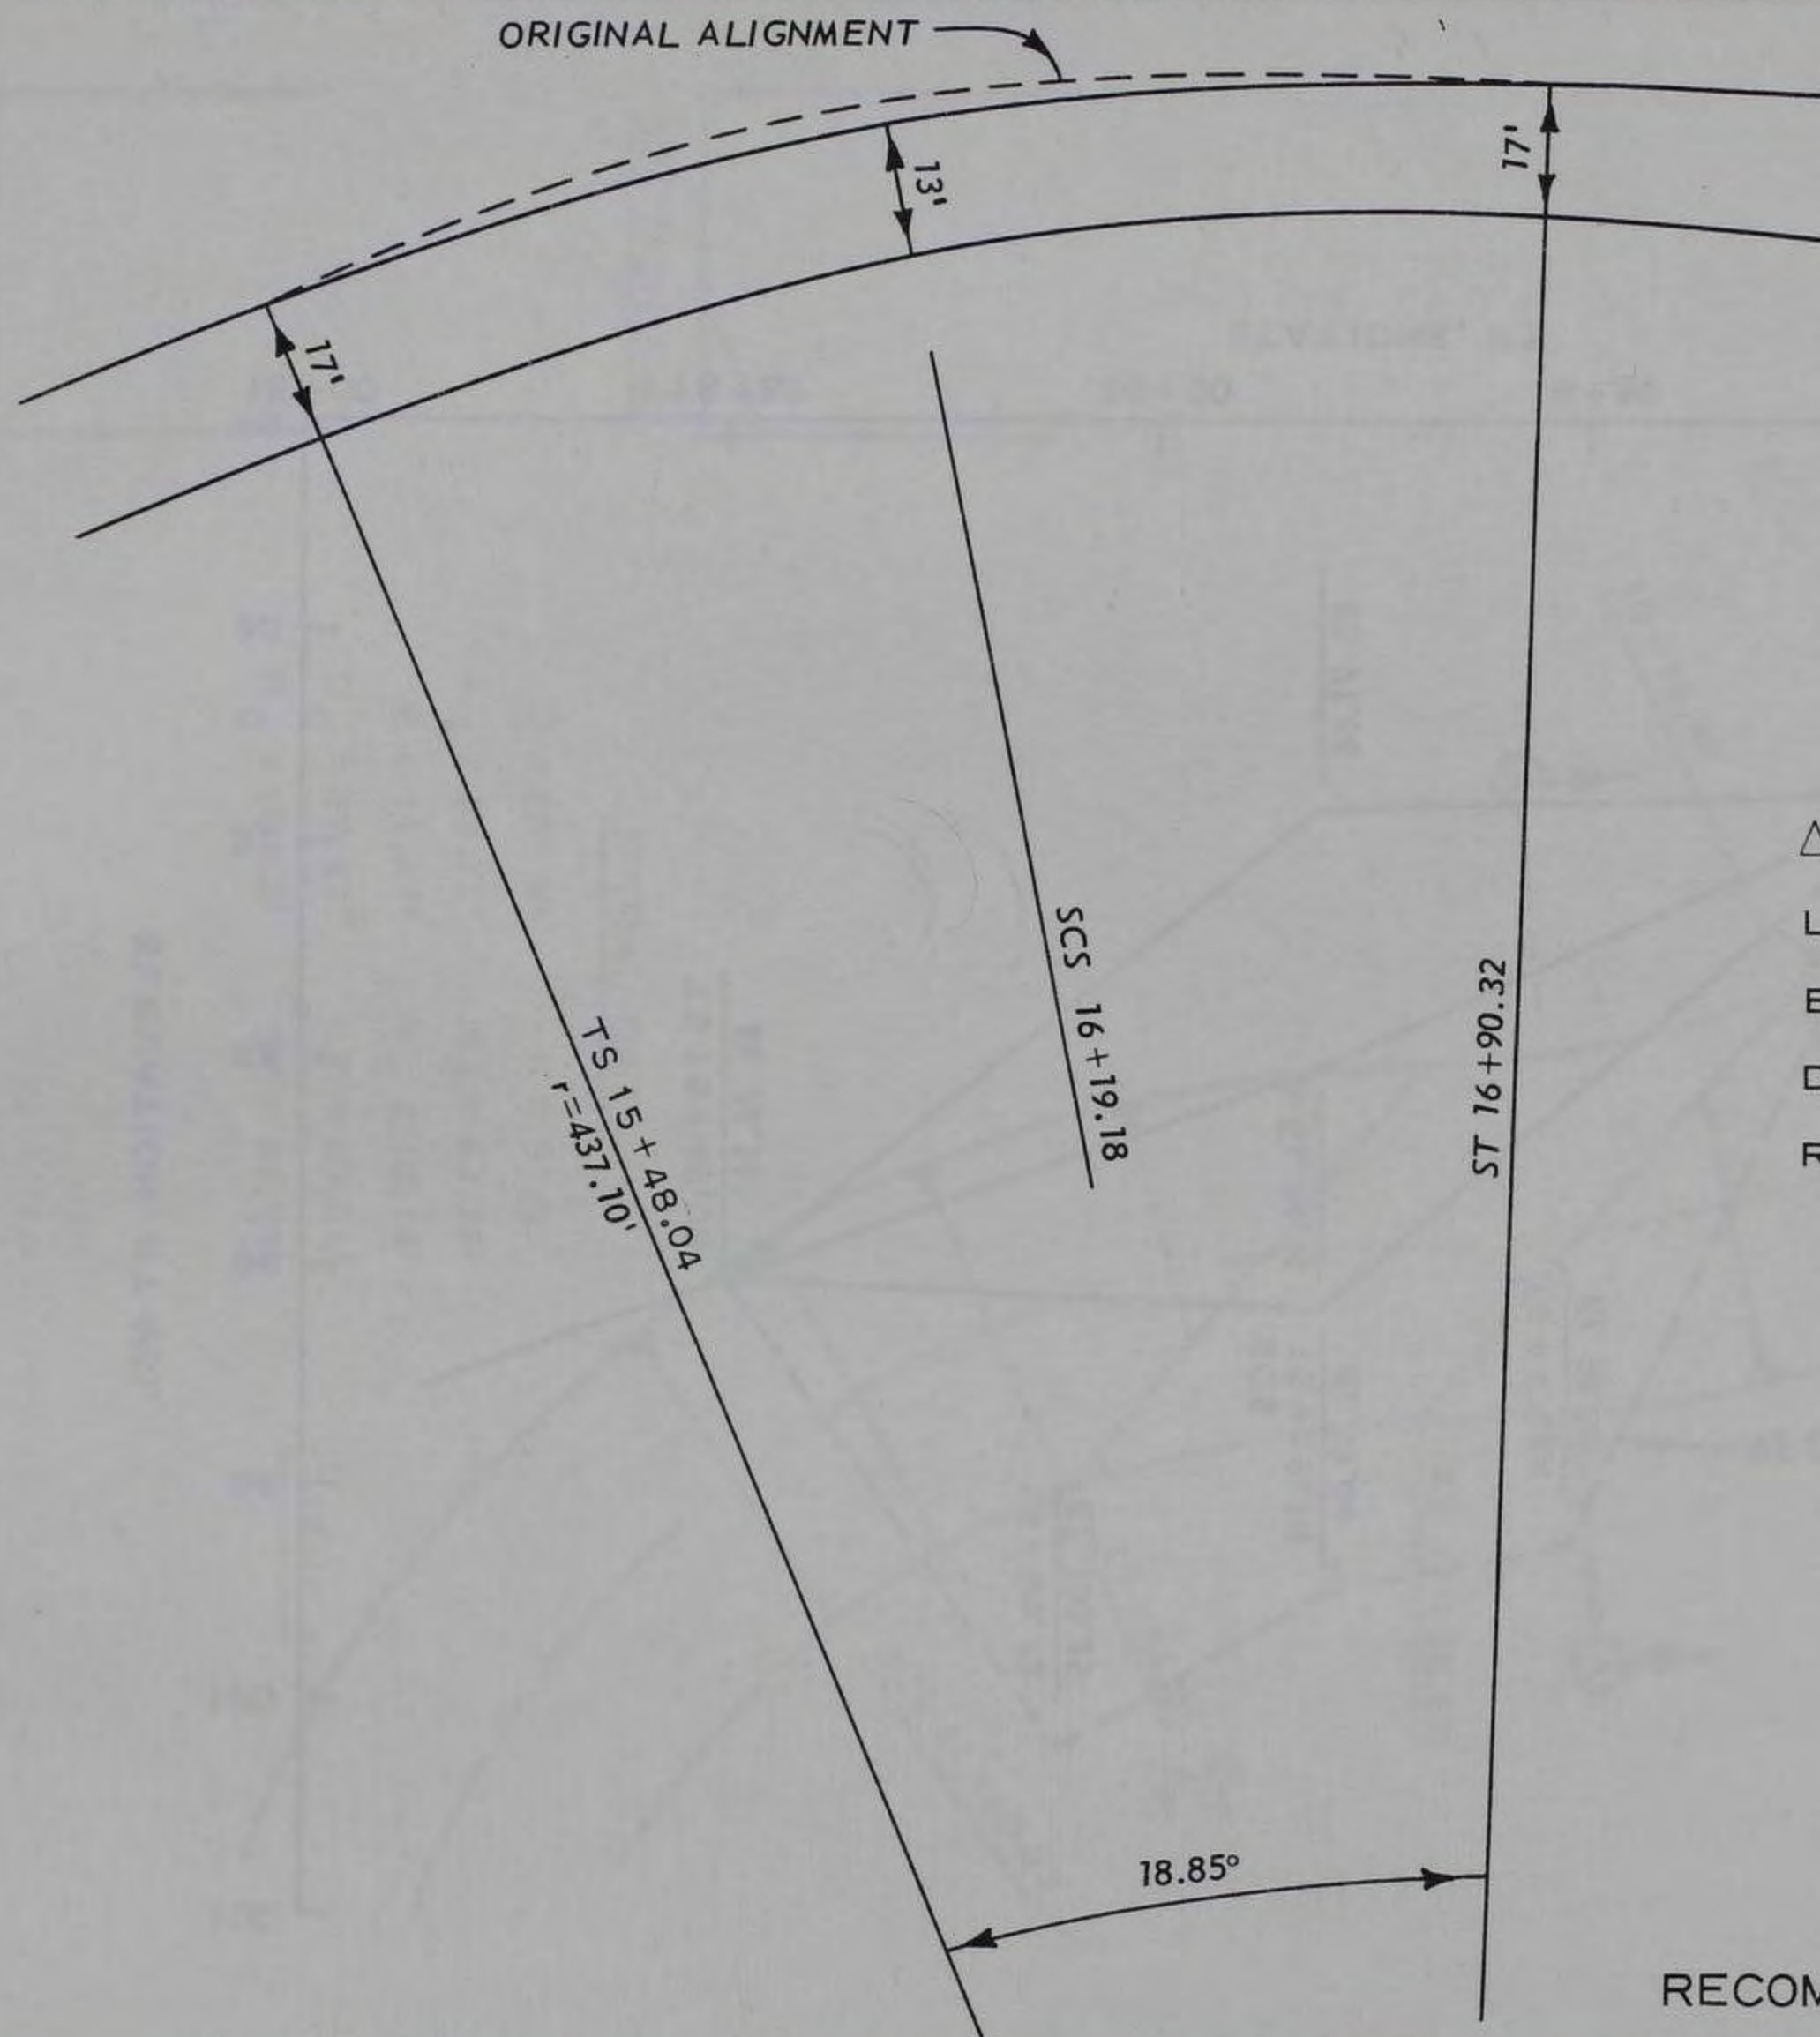 ORIGINAL ALIGNMENT
17'
13'
17'
SCS 16+19.18
ST 16+90.32
TS 15+48.04
r=437.10'
18.85°
RECOM